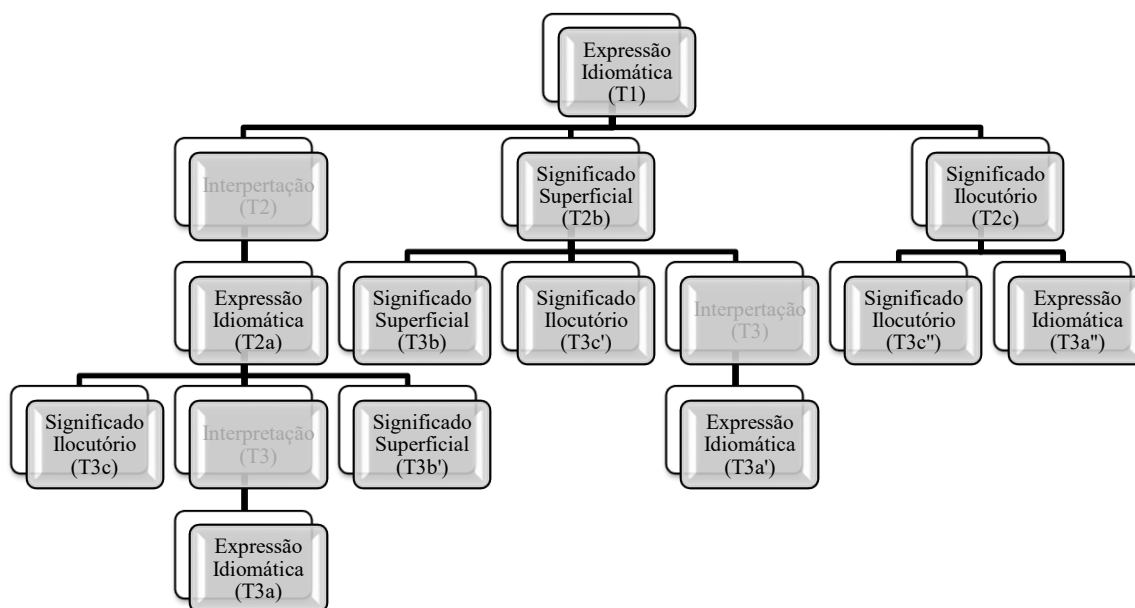 Expressão
Idiomática
(T1)
Interpertação
(T2)
Significado
Superficial
(T2b)
Significado
Ilocutório
(T2c)
Expressão
Idiomática
(T2a)
Significado
Superficial
(T3b)
Significado
Ilocutório
(T3c')
Interpertação
(T3)
Significado
Ilocutório
(T3c'')
Expressão
Idiomática
(T3a'')
Significado
Ilocutório
(T3c)
Interpretação
(T3)
Significado
Superficial
(T3b')
Expressão
Idiomática
(T3a')
Expressão
Idiomática
(T3a)